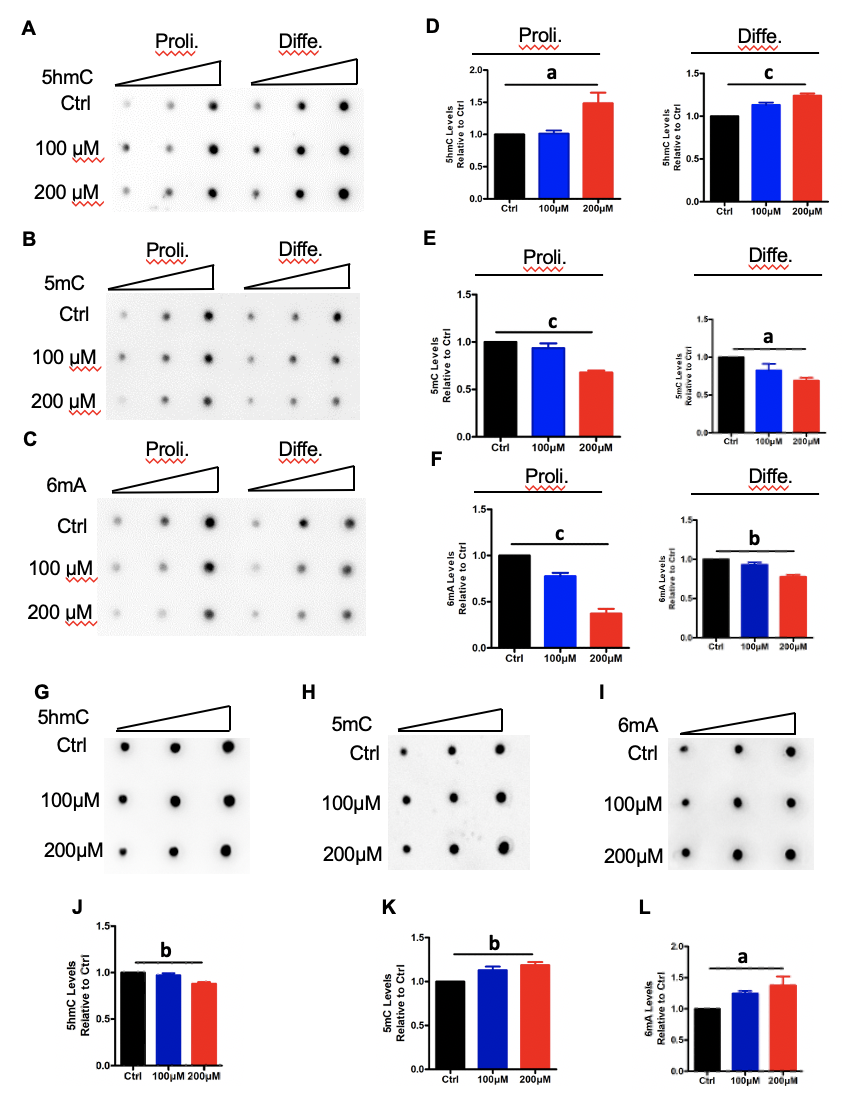 A
Proli.
Diffe.
5hmC
Ctrl
100 µM
200 µM
D
Proli.
Diffe.
5hmC Levels
Relative to Ctrl
2.0
1.5
1.0
0.5
0.0
a
Ctrl
100µM
200µM
5hmC Levels
Relative to Ctrl
1.5
1.0
0.5
0.0
c
Ctrl
100µM
200µM
B
Proli.
Diffe.
5mC
Ctrl
100 µM
200 µM
E
Proli.
Diffe.
5mC Levels
Relative to Ctrl
1.5
1.0
0.5
0.0
c
Ctrl
100µM
200µM
5mC Levels
Relative to Ctrl
1.5
1.0
0.5
0.0
a
Ctrl
100µM
200µM
C
Proli.
Diffe.
6mA
Ctrl
100 µM
200 µM
F
Proli.
Diffe.
6mA Levels
Relative to Ctrl
1.5
1.0
0.5
0.0
c
Ctrl
100µM
200µM
6mA Levels
Relative to Ctrl
1.5
1.0
0.5
0.0
b
Ctrl
100µM
200µM
G
5hmC
Ctrl
100µM
200µM
H
5mC
Ctrl
100µM
200µM
I
6mA
Ctrl
100µM
200µM
J
5hmC Levels
Relative to Ctrl
1.5
1.0
0.5
0.0
b
Ctrl
100µM
200µM
K
5mC Levels
Relative to Ctrl
1.5
1.0
0.5
0.0
b
Ctrl
100µM
200µM
L
6mA Levels
Relative to Ctrl
2.0
1.5
1.0
0.5
0.0
a
Ctrl
100µM
200µM